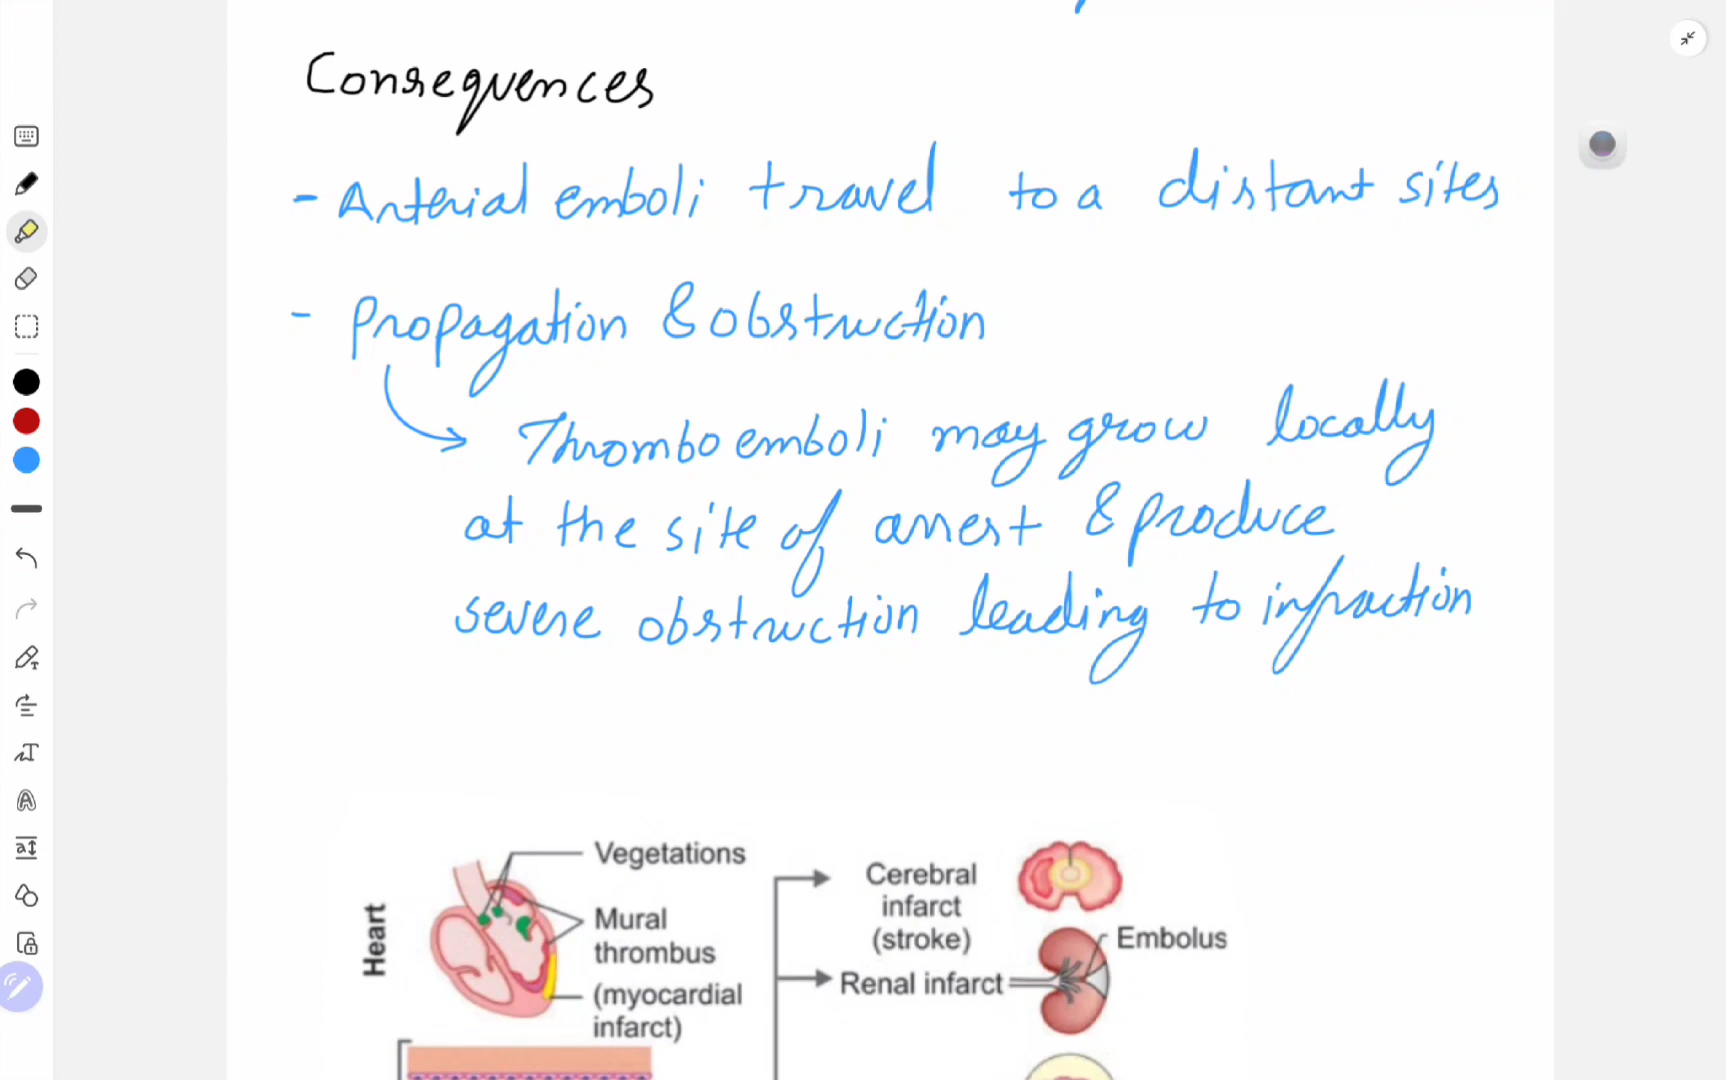 Consequences
- Arterial emboli travel to a distant sites
- Propagation & obstruction
Thromboemboli may grow locally
at the site of arrest & produce
severe obstruction leading to infraction
Vegetations
Mural
thrombus
(myocardial
infarct)
Heart
Cerebral
infarct
(stroke)
Embolus
Renal infarct